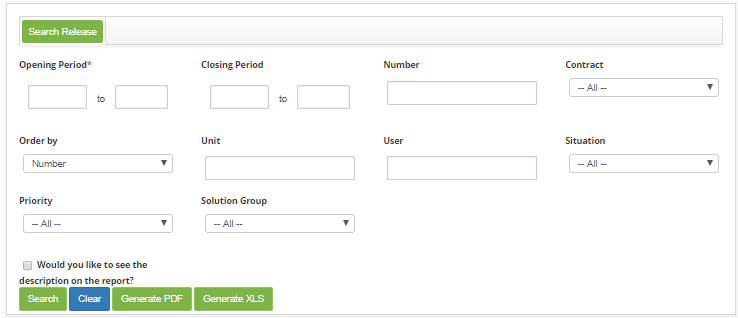 Search Release
Opening Period* Closing Period Number Contract
to to -- All --
Order by Unit User Situation
Number -- All --
Priority Solution Group
-- All -- -- All --
Would you like to see the
description on the report?
Search Clear Generate PDF Generate XLS